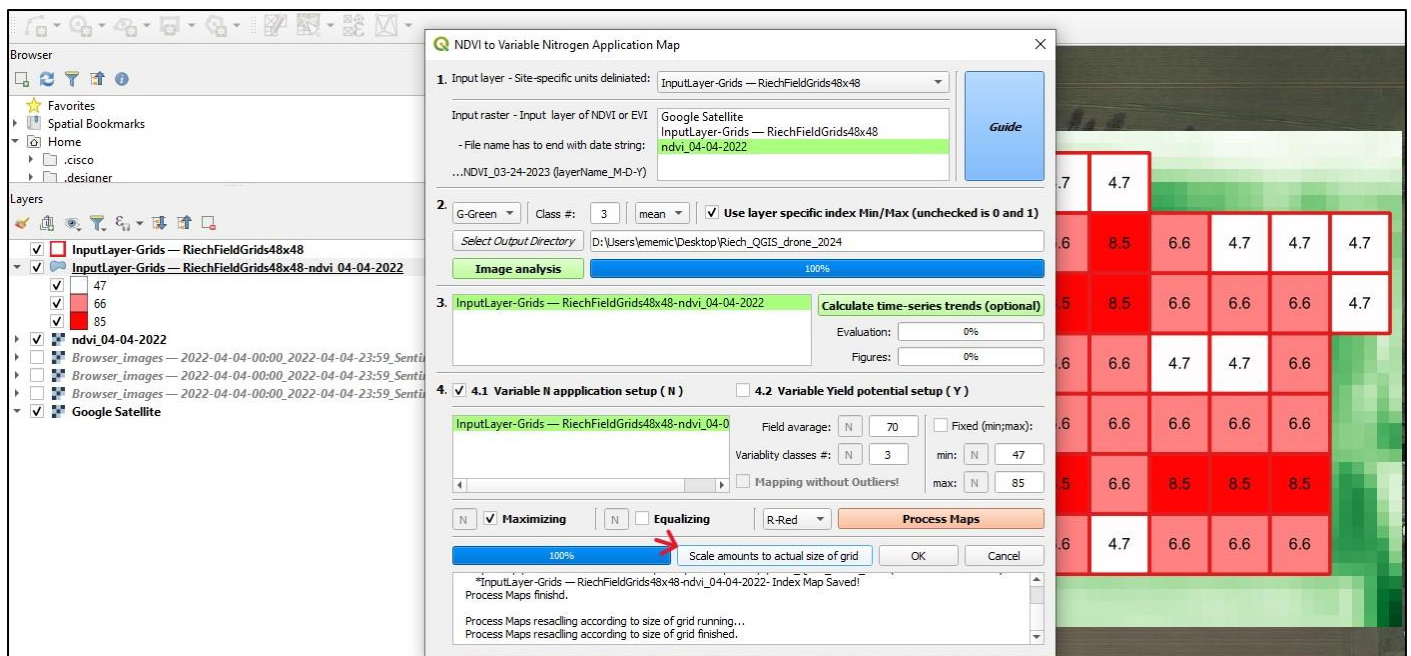 Browser
Favorites
Spatial Bookmarks
Home
.cisco
.designer
Layers
InputLayer-Grids — RiechFieldGrids48x48
InputLayer-Grids — RiechFieldGrids48x48-ndvi_04-04-2022
47
66
85
ndvi_04-04-2022
Browser_images — 2022-04-04-00:00_2022-04-04-23:59_Senti
Browser_images — 2022-04-04-00:00_2022-04-04-23:59_Senti
Browser_images — 2022-04-04-00:00_2022-04-04-23:59_Senti
Google Satellite
NDVI to Variable Nitrogen Application Map
1. Input layer - Site-specific units deliniated: InputLayer-Grids — RiechFieldGrids48x48
Input raster - Input layer of NDVI or EVI
- File name has to end with date string:
...NDVI_03-24-2023 (layerName_M-D-Y)
Google Satellite
InputLayer-Grids — RiechFieldGrids48x48
ndvi_04-04-2022
Guide
2. G-Green Class #: 3 mean Use layer specific index Min/Max (unchecked is 0 and 1)
Select Output Directory D:\Users\ememic\Desktop\Riech_QGIS_drone_2024
Image analysis 100%
3. InputLayer-Grids — RiechFieldGrids48x48-ndvi_04-04-2022 Calculate time-series trends (optional)
Evaluation: 0%
Figures: 0%
4. 4.1 Variable N appplication setup ( N ) 4.2 Variable Yield potential setup ( Y )
InputLayer-Grids — RiechFieldGrids48x48-ndvi_04-0 Field avarage: N 70 Fixed (min;max):
Variablity classes #: N 3 min: N 47
Mapping without Outliers! max: N 85
N Maximizing N Equalizing R-Red Process Maps
100% Scale amounts to actual size of grid OK Cancel
*InputLayer-Grids — RiechFieldGrids48x48-ndvi_04-04-2022- Index Map Saved!
Process Maps finishd.
Process Maps resaclling according to size of grid running...
Process Maps resaclling according to size of grid finished.
.7 4.7
.6 8.5 6.6 4.7 4.7 4.7
.5 8.5 6.6 6.6 6.6 4.7
.6 6.6 4.7 4.7 6.6
.6 6.6 6.6 6.6 6.6
.5 6.6 8.5 8.5 8.5
.6 4.7 6.6 6.6 6.6